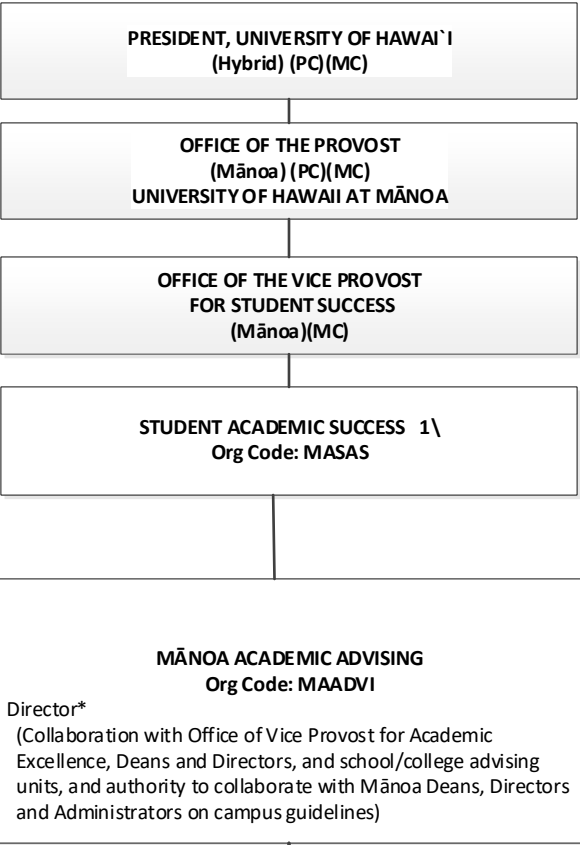 PRESIDENT, UNIVERSITY OF HAWAI`I
(Hybrid) (PC)(MC)
OFFICE OF THE PROVOST
(Mānoa) (PC)(MC)
UNIVERSITY OF HAWAII AT MĀNOA
OFFICE OF THE VICE PROVOST
FOR STUDENT SUCCESS
(Mānoa)(MC)
STUDENT ACADEMIC SUCCESS 1\
Org Code: MASAS
MĀNOA ACADEMIC ADVISING
Org Code: MAADVI
Director*
(Collaboration with Office of Vice Provost for Academic
Excellence, Deans and Directors, and school/college advising
units, and authority to collaborate with Mānoa Deans, Directors
and Administrators on campus guidelines)